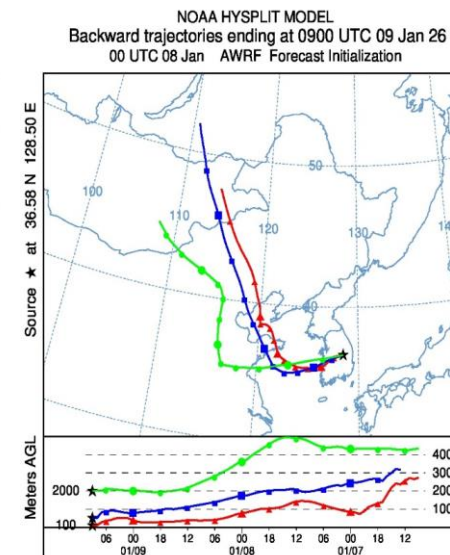 NOAA HYSPLIT MODEL
Backward trajectories ending at 0900 UTC 09 Jan 26
00 UTC 08 Jan AWRF Forecast Initialization
Source ★ at 36.58 N 128.50 E
50
100
110
120
130
14
40
Meters AGL
2000
100
400
300
200
100
06 00 18 12 06 00 18 12 06 00 18 12
01/09 01/08 01/07